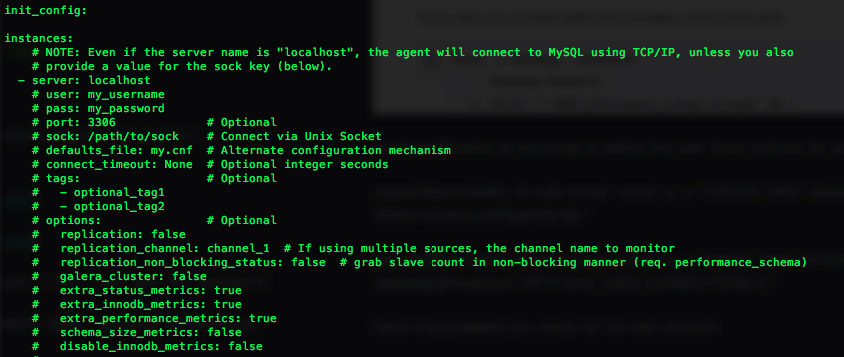 init_config:
instances:
    # NOTE: Even if the server name is "localhost", the agent will connect to MySQL using TCP/IP, unless you also
    # provide a value for the sock key (below).
  - server: localhost
    # user: my_username
    # pass: my_password
    # port: 3306             # Optional
    # sock: /path/to/sock    # Connect via Unix Socket
    # defaults_file: my.cnf  # Alternate configuration mechanism
    # connect_timeout: None  # Optional integer seconds
    # tags:                  # Optional
    #   - optional_tag1
    #   - optional_tag2
    # options:               # Optional
    #   replication: false
    #   replication_channel: channel_1  # If using multiple sources, the channel name to monitor
    #   replication_non_blocking_status: false  # grab slave count in non-blocking manner (req. performance_schema)
    #   galera_cluster: false
    #   extra_status_metrics: true
    #   extra_innodb_metrics: true
    #   extra_performance_metrics: true
    #   schema_size_metrics: false
    #   disable_innodb_metrics: false